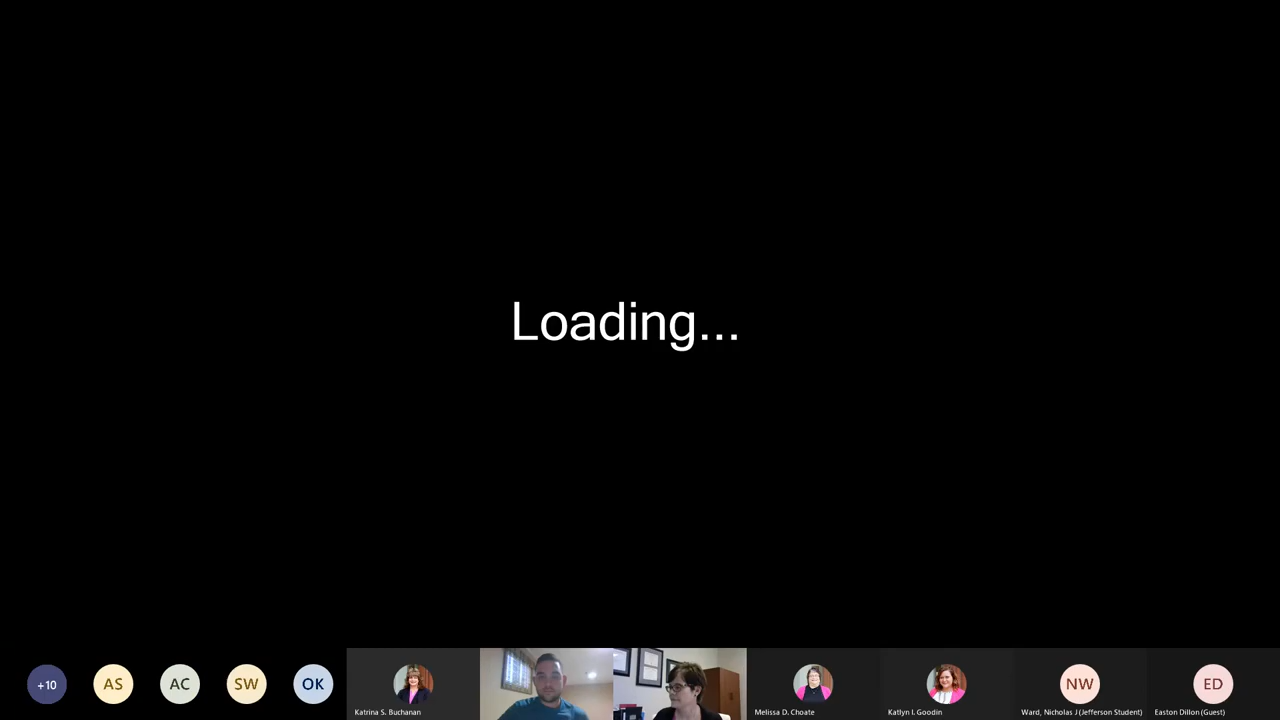 Loading...
+10
AS
AC
SW
OK
Katrina S. Buchanan
Melissa D. Choate
Katlyn I. Goodin
NW
Ward, Nicholas J (Jefferson Student)
ED
Easton Dillon (Guest)